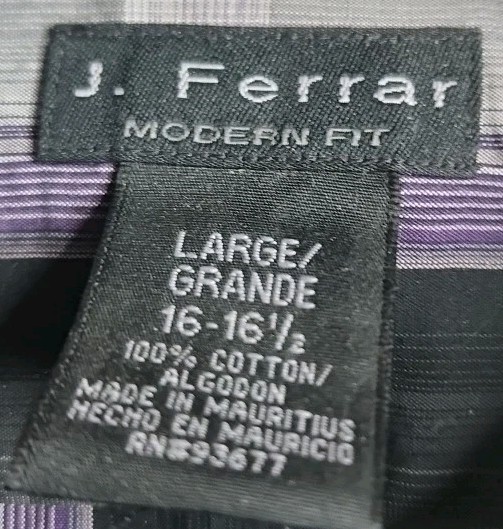 J. Ferrar
MODERN FIT
LARGE/
GRANDE
16-16½
100% COTTON/
ALGODON
MADE IN MAURITIUS
HECHO EN MAURICIO
RN#93677